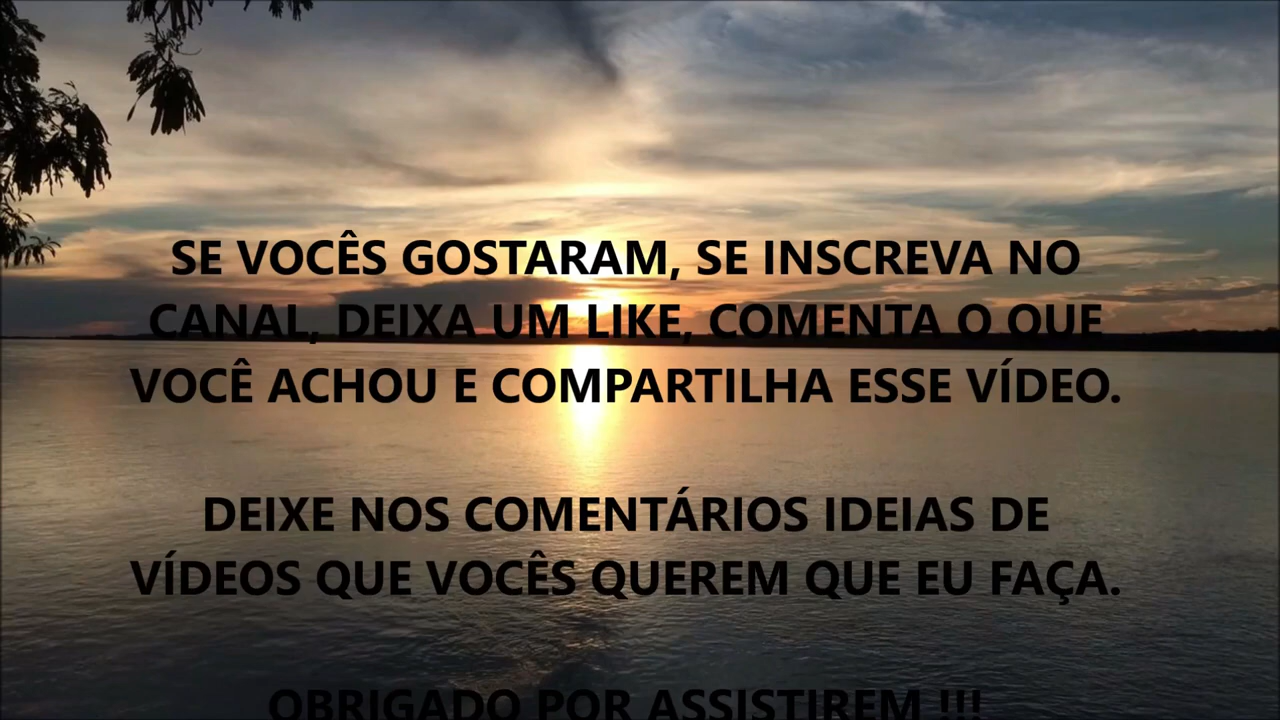 SE VOCÊS GOSTARAM, SE INSCREVA NO
CANAL, DEIXA UM LIKE, COMENTA O QUE
VOCÊ ACHOU E COMPARTILHA ESSE VÍDEO.
DEIXE NOS COMENTÁRIOS IDEIAS DE
VÍDEOS QUE VOCÊS QUEREM QUE EU FAÇA.
OBRIGADO POR ASSISTIREM !!!